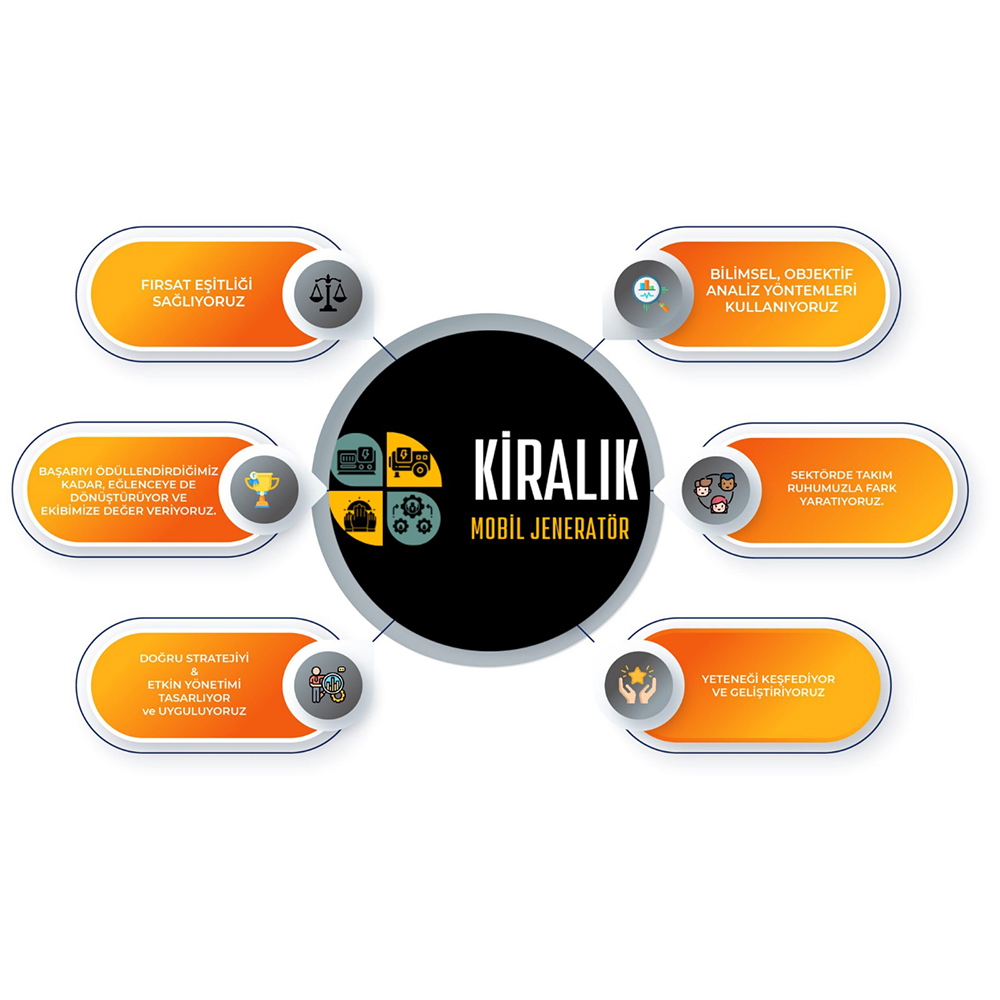 FIRSAT EŞİTLİĞİ
SAĞLIYORUZ
BİLİMSEL, OBJEKTİF
ANALİZ YÖNTEMLERİ
KULLANIYORUZ
BAŞARIYI ÖDÜLLENDİRDİĞİMİZ
KADAR, EĞLENCEYE DE
DÖNÜŞTÜRÜYOR VE
EKİBİMİZE DEĞER VERİYORUZ.
KİRALIK
MOBİL JENERATÖR
SEKTÖRDE TAKIM
RUHUMUZLA FARK
YARATIYORUZ.
DOĞRU STRATEJİYİ
&
ETKİN YÖNETİMİ
TASARLIYOR
ve UYGULUYORUZ
YETENEĞİ KEŞFEDİYOR
VE GELİŞTİRİYORUZ